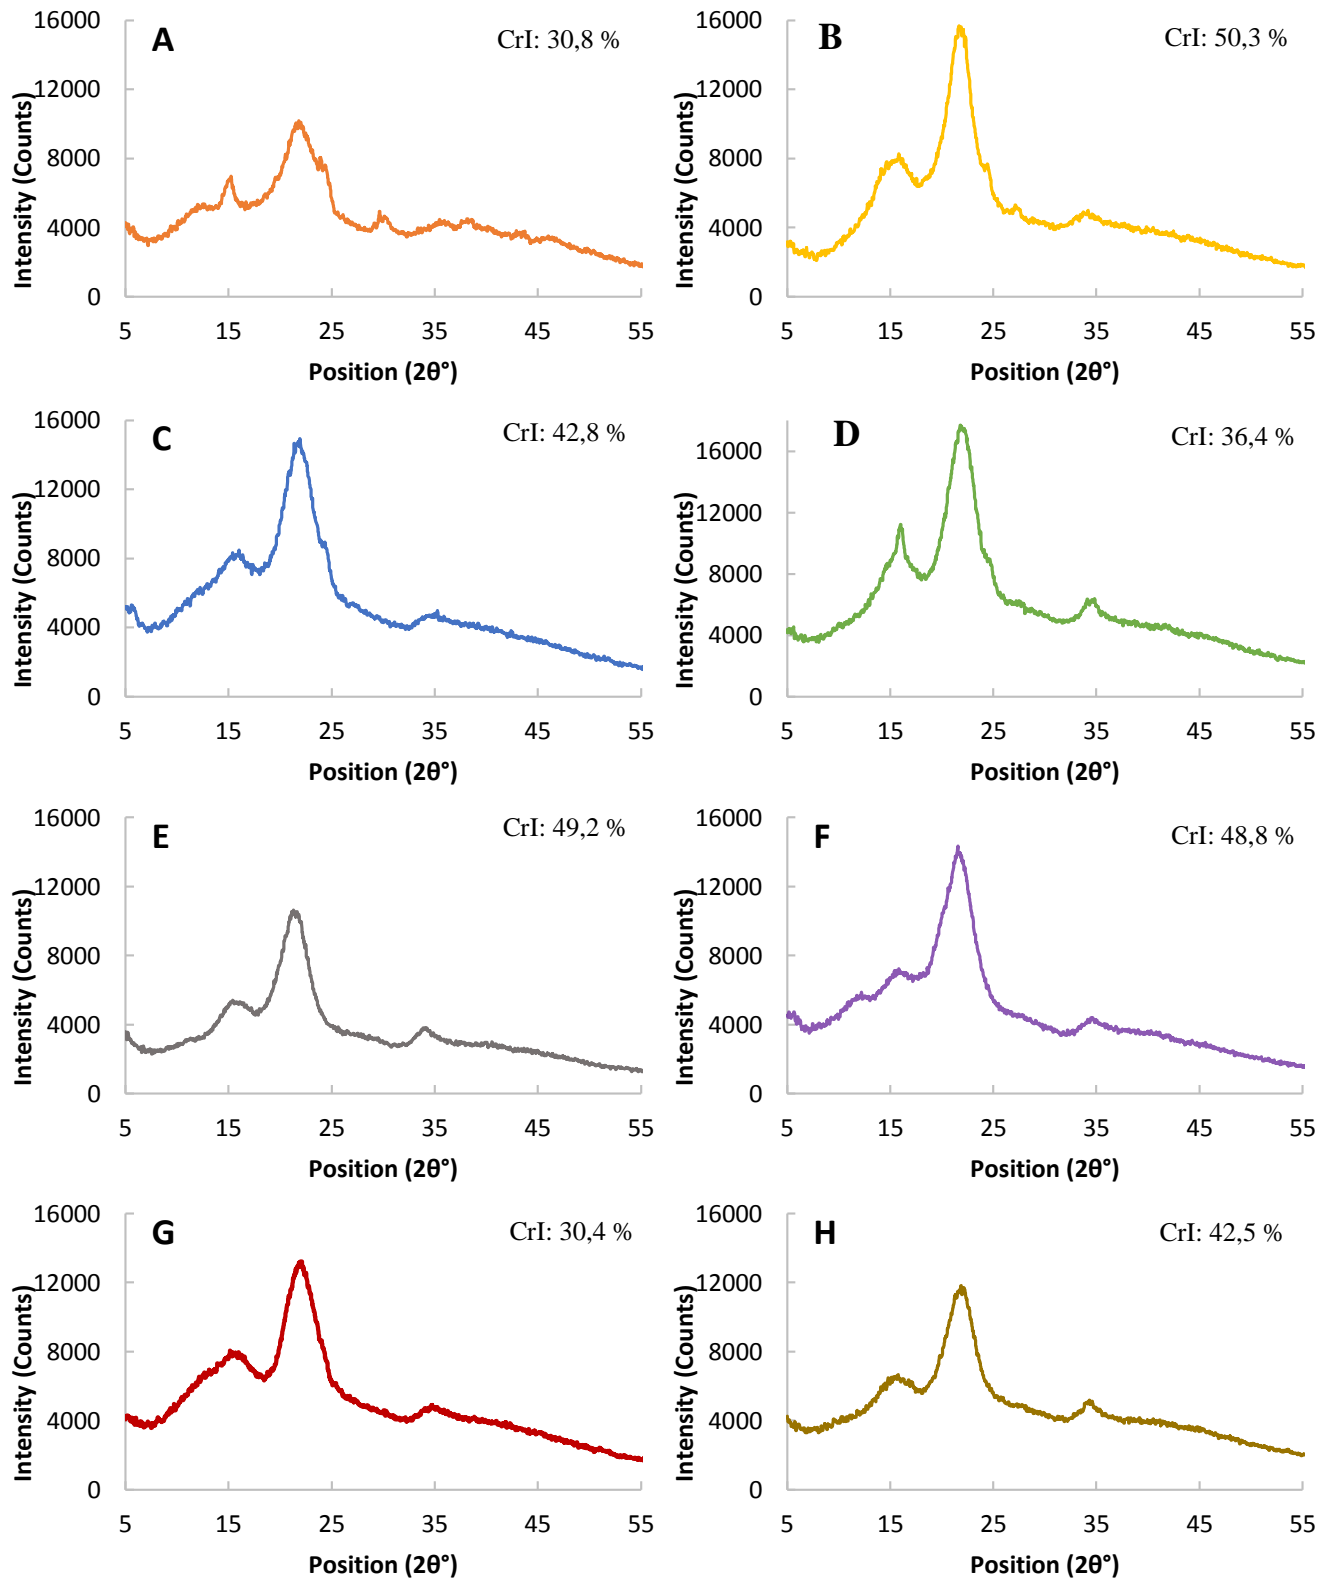 A
CrI: 30,8 %
Intensity (Counts)
16000
12000
8000
4000
0
5 15 25 35 45 55
Position (2θ°)
B
CrI: 50,3 %
Intensity (Counts)
16000
12000
8000
4000
0
5 15 25 35 45 55
Position (2θ°)
C
CrI: 42,8 %
Intensity (Counts)
16000
12000
8000
4000
0
5 15 25 35 45 55
Position (2θ°)
D
CrI: 36,4 %
Intensity (Counts)
16000
12000
8000
4000
0
5 15 25 35 45 55
Position (2θ°)
E
CrI: 49,2 %
Intensity (Counts)
16000
12000
8000
4000
0
5 15 25 35 45 55
Position (2θ°)
F
CrI: 48,8 %
Intensity (Counts)
16000
12000
8000
4000
0
5 15 25 35 45 55
Position (2θ°)
G
CrI: 30,4 %
Intensity (Counts)
16000
12000
8000
4000
0
5 15 25 35 45 55
Position (2θ°)
H
CrI: 42,5 %
Intensity (Counts)
16000
12000
8000
4000
0
5 15 25 35 45 55
Position (2θ°)